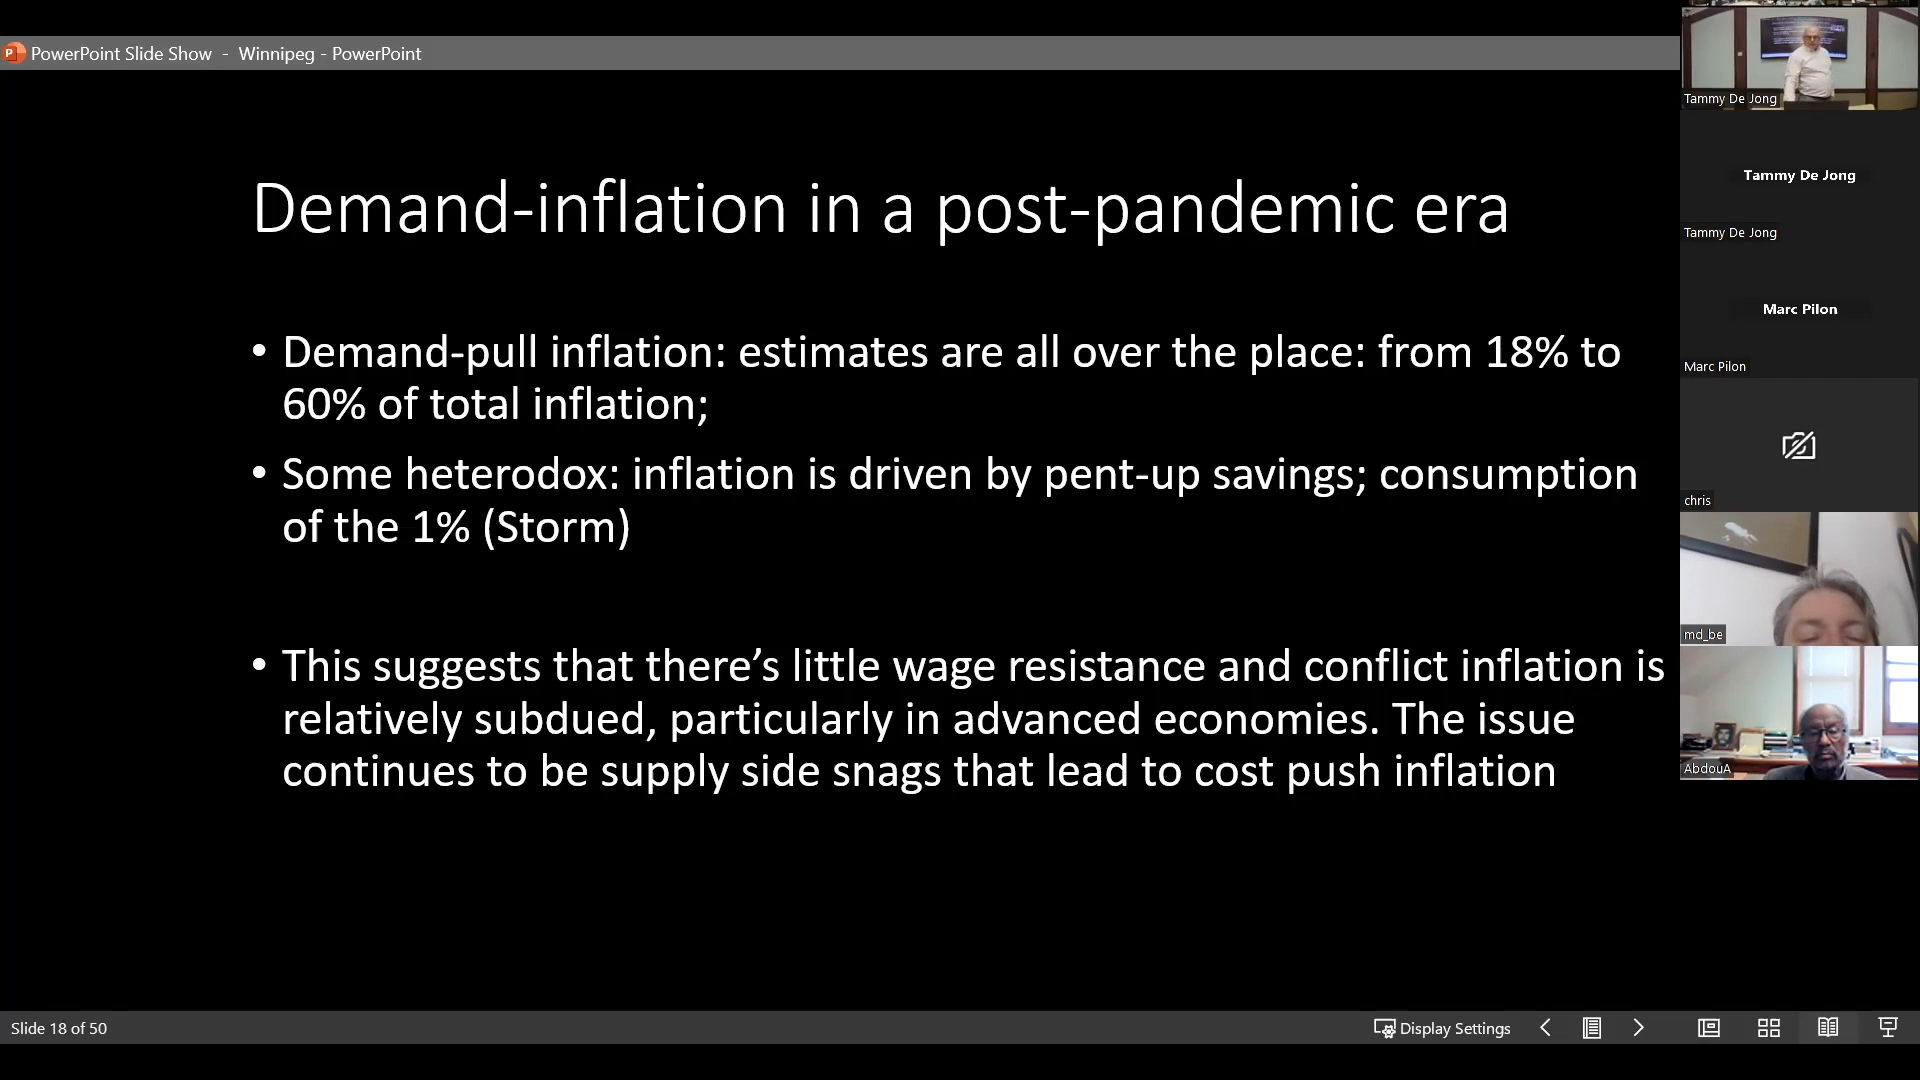 PowerPoint Slide Show - Winnipeg - PowerPoint
Demand-inflation in a post-pandemic era
• Demand-pull inflation: estimates are all over the place: from 18% to
60% of total inflation;
• Some heterodox: inflation is driven by pent-up savings; consumption
of the 1% (Storm)
• This suggests that there’s little wage resistance and conflict inflation is
relatively subdued, particularly in advanced economies. The issue
continues to be supply side snags that lead to cost push inflation
Slide 18 of 50
Display Settings
Tammy De Jong
Tammy De Jong
Tammy De Jong
Marc Pilon
Marc Pilon
chris
md_be
AbdouA